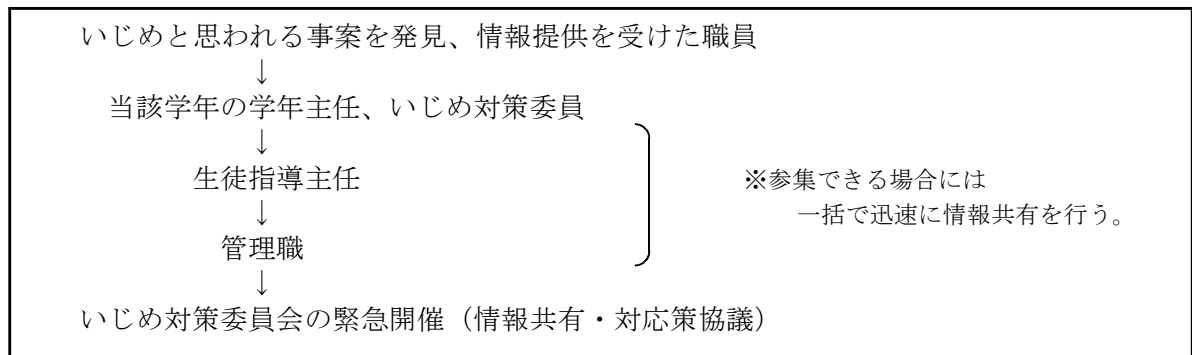 いじめと思われる事案を発見、情報提供を受けた職員
↓
当該学年の学年主任、いじめ対策委員
↓
生徒指導主任
※参集できる場合には
↓
一括で迅速に情報共有を行う。
管理職
↓
いじめ対策委員会の緊急開催（情報共有・対応策協議）